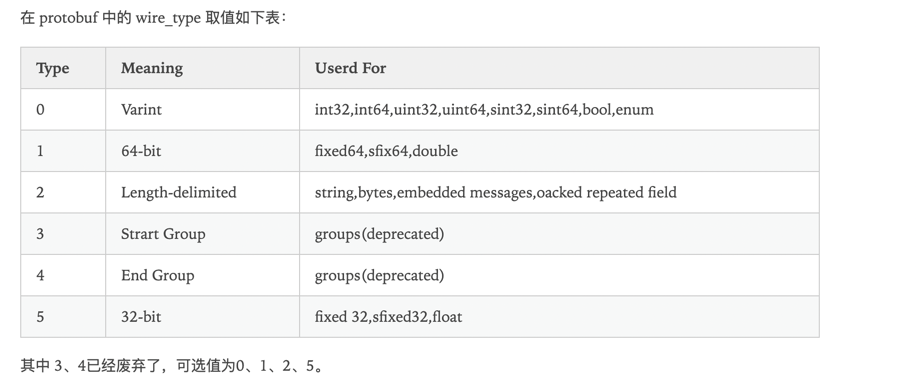 在 protobuf 中的 wire_type 取值如下表：
Type Meaning Userd For
0 Varint int32,int64,uint32,uint64,sint32,sint64,bool,enum
1 64-bit fixed64,sfix64,double
2 Length-delimited string,bytes,embedded messages,oacked repeated field
3 Strart Group groups(deprecated)
4 End Group groups(deprecated)
5 32-bit fixed 32,sfixed32,float
其中 3、4已经废弃了，可选值为0、1、2、5。